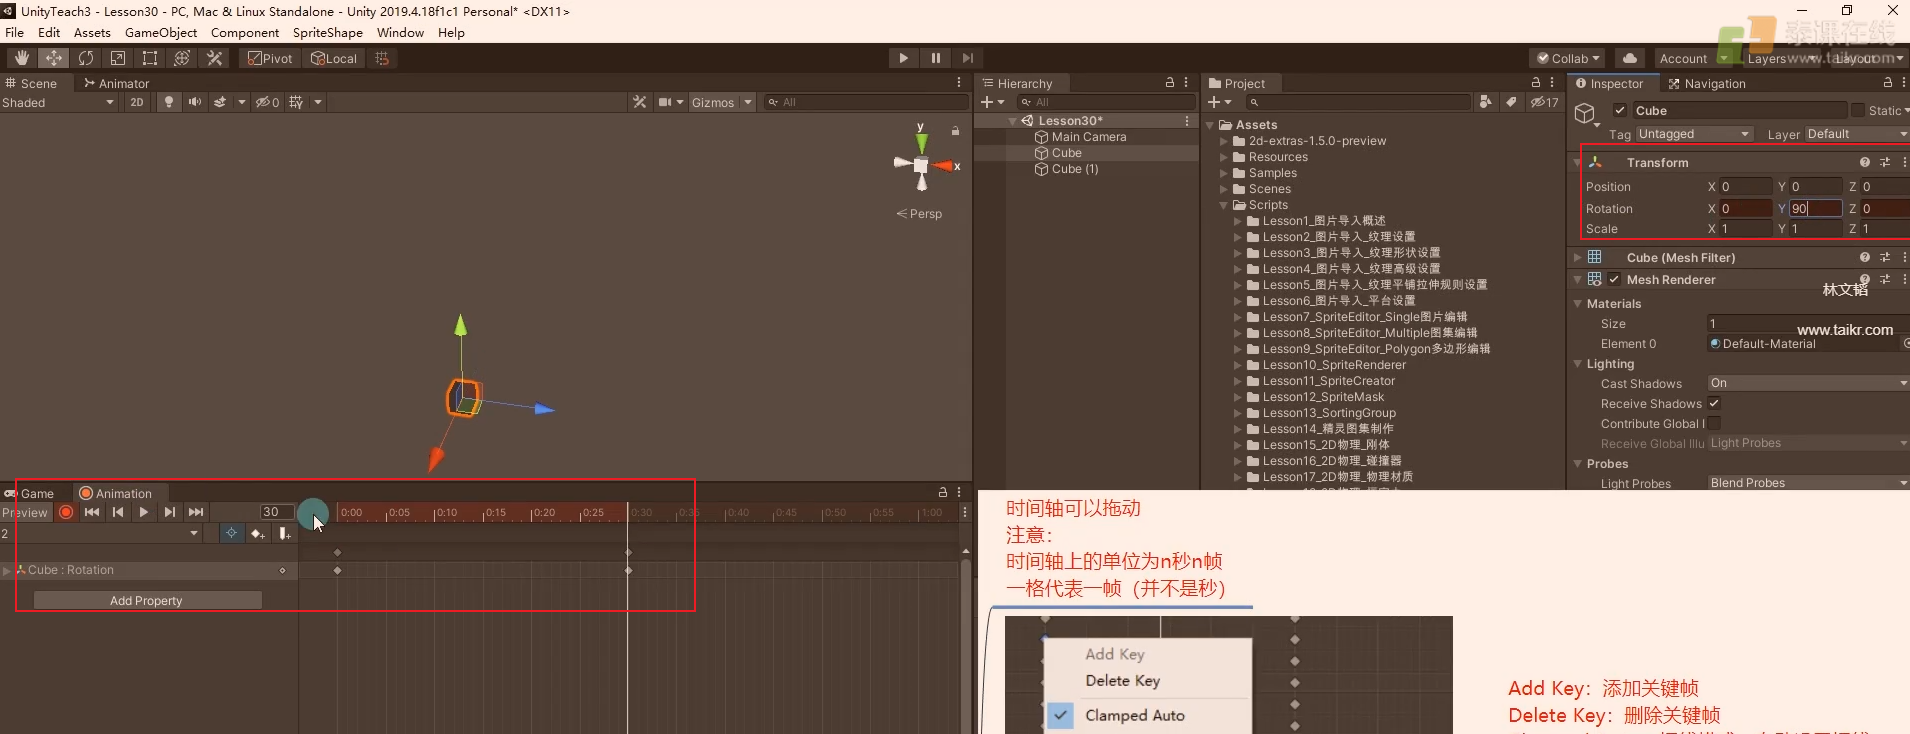 UnityTeach3 - Lesson30 - PC, Mac & Linux Standalone - Unity 2019.4.18f1c1 Personal* <DX11>
File Edit Assets GameObject Component SpriteShape Window Help
Pivot Local Collab Account Layers Layout
泰课在线
www.taikr.com
Scene Animator
Shaded 2D 0 Gizmos All
y
x
Persp
Hierarchy
All
Lesson30*
Main Camera
Cube
Cube (1)
Project
17
Assets
2d-extras-1.5.0-preview
Resources
Samples
Scenes
Scripts
Lesson1_图片导入概述
Lesson2_图片导入_纹理设置
Lesson3_图片导入_纹理形状设置
Lesson4_图片导入_纹理高级设置
Lesson5_图片导入_纹理平铺拉伸规则设置
Lesson6_图片导入_平台设置
Lesson7_SpriteEditor_Single图片编辑
Lesson8_SpriteEditor_Multiple图集编辑
Lesson9_SpriteEditor_Polygon多边形编辑
Lesson10_SpriteRenderer
Lesson11_SpriteCreator
Lesson12_SpriteMask
Lesson13_SortingGroup
Lesson14_精灵图集制作
Lesson15_2D物理_刚体
Lesson16_2D物理_碰撞器
Lesson17_2D物理_物理材质
Inspector Navigation
Cube Static
Tag Untagged Layer Default
Transform
Position X 0 Y 0 Z 0
Rotation X 0 Y 90 Z 0
Scale X 1 Y 1 Z 1
Cube (Mesh Filter)
Mesh Renderer
林文韬
Materials
Size 1
www.taikr.com
Element 0 Default-Material
Lighting
Cast Shadows On
Receive Shadows
Contribute Global I
Receive Global Illu Light Probes
Probes
Light Probes Blend Probes
Game Animation
Preview 30 0:00 0:05 0:10 0:15 0:20 0:25 0:30 0:35 0:40 0:45 0:50 0:55 1:00
2
Cube : Rotation
Add Property
时间轴可以拖动
注意：
时间轴上的单位为n秒n帧
一格代表一帧（并不是秒）
Add Key
Delete Key
Clamped Auto
Add Key：添加关键帧
Delete Key：删除关键帧